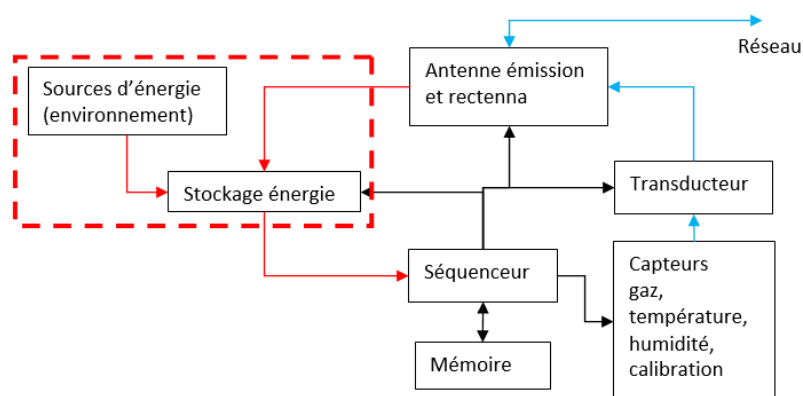 Réseau
Antenne émission
et rectenna
Sources d'énergie
(environnement)
Stockage énergie
Transducteur
Séquenceur
Capteurs
gaz,
température,
humidité,
calibration
Mémoire